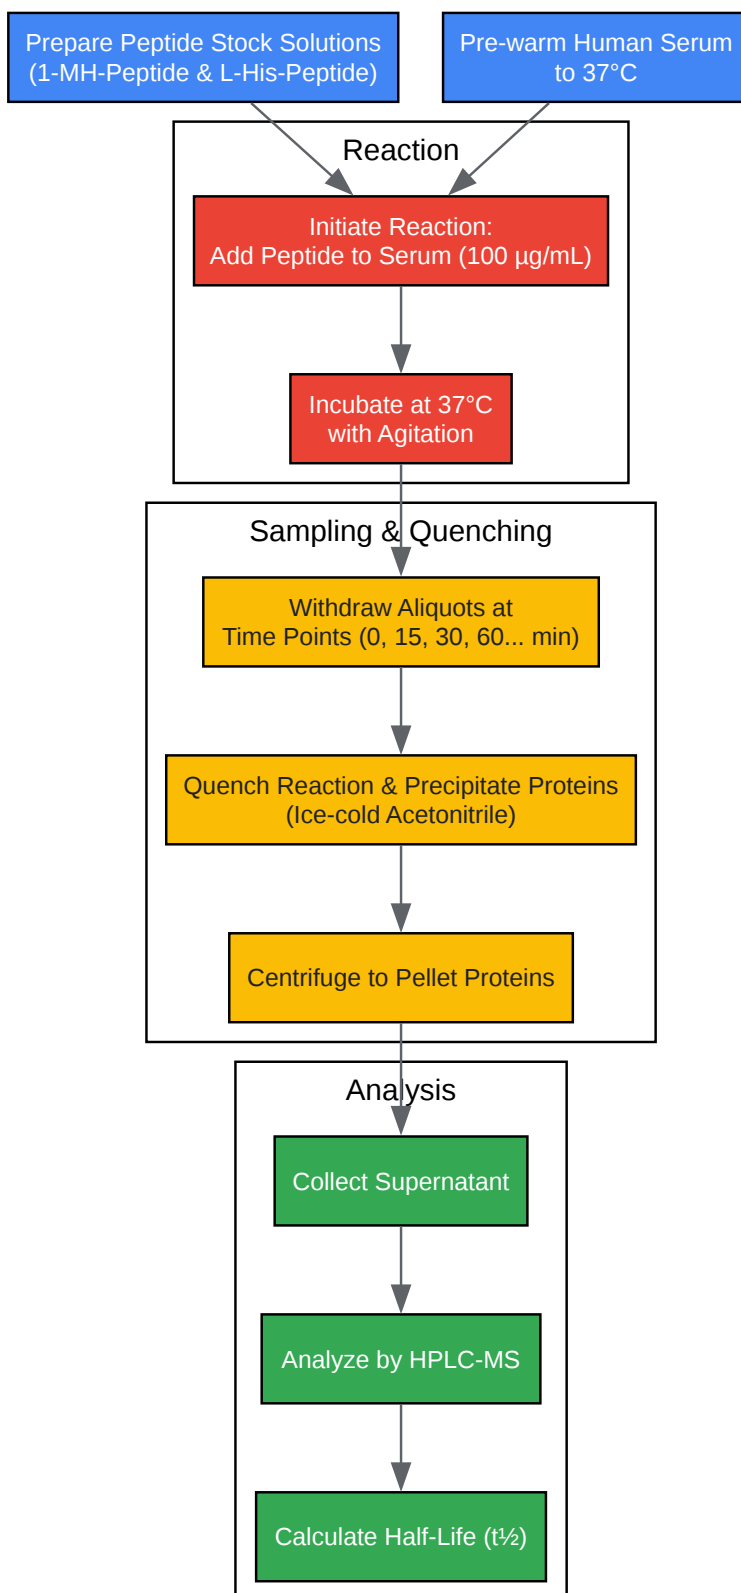 Prepare Peptide Stock Solutions
(1-MH-Peptide & L-His-Peptide)
Pre-warm Human Serum
to 37°C
Reaction
Initiate Reaction:
Add Peptide to Serum (100 µg/mL)
Incubate at 37°C
with Agitation
Sampling & Quenching
Withdraw Aliquots at
Time Points (0, 15, 30, 60... min)
Quench Reaction & Precipitate Proteins
(Ice-cold Acetonitrile)
Centrifuge to Pellet Proteins
Analysis
Collect Supernatant
Analyze by HPLC-MS
Calculate Half-Life (t½)